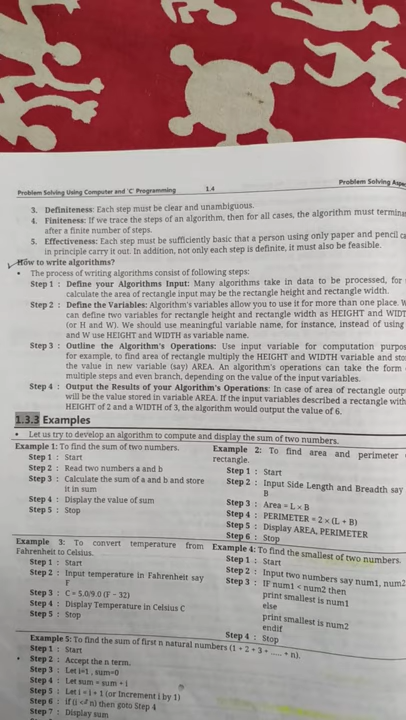 Problem Solving Using Computer and 'C' Programming
1.4
Problem Solving
3. Definiteness: Each step must be clear and unambiguous.
4. Finiteness: If we trace the steps of an algorithm, then for all cases, the algorithm must
after a finite number of steps.
5. Effectiveness: Each step must be sufficiently basic that a person using only paper and pencil
in principle carry it out. In addition, not only each step is definite, it must also be feasible.
How to write algorithms?
• The process of writing algorithms consist of following steps:
Step 1 : Define your Algorithms Input: Many algorithms take in data to be processed, for
calculate the area of rectangle input may be the rectangle height and rectangle width.
Step 2 : Define the Variables: Algorithm's variables allow you to use it for more than one place.
can define two variables for rectangle height and rectangle width as HEIGHT and
(or H and W). We should use meaningful variable name, for instance, instead of using
and W use HEIGHT and WIDTH as variable name.
Step 3 : Outline the Algorithm's Operations: Use input variable for computation
for example, to find area of rectangle multiply the HEIGHT and WIDTH variable and
the value in new variable (say) AREA. An algorithm's operations can take the form
multiple steps and even branch, depending on the value of the input variables.
Step 4 : Output the Results of your Algorithm's Operations: In case of area of rectangle
will be the value stored in variable AREA. If the input variables described a rectangle
HEIGHT of 2 and a WIDTH of 3, the algorithm would output the value of 6.
1.3.3 Examples
• Let us try to develop an algorithm to compute and display the sum of two numbers.
Example 1: To find the sum of two numbers.
Step 1 : Start
Step 2 : Read two numbers a and b
Step 3 : Calculate the sum of a and b and store
it in sum
Step 4 : Display the value of sum
Step 5 : Stop
Example 2: To find area and perimeter
rectangle.
Step 1 : Start
Step 2 : Input Side Length and Breadth say
B
Step 3 : Area = L × B
Step 4 : PERIMETER = 2 × (L + B)
Step 5 : Display AREA, PERIMETER
Step 6 : Stop
Example 3: To convert temperature from
Fahrenheit to Celsius.
Step 1 : Start
Step 2 : Input temperature in Fahrenheit say
F
Step 3 : C = 5.0/9.0 (F - 32)
Step 4 : Display Temperature in Celsius C
Step 5 : Stop
Example 4: To find the smallest of two numbers.
Step 1 : Start
Step 2 : Input two numbers say num1, num2
Step 3 : IF num1 < num2 then
print smallest is num1
else
print smallest is num2
endif
Step 4 : Stop
Example 5: To find the sum of first n natural numbers (1 + 2 + 3 + ..... + n).
Step 1 : Start
• Step 2 : Accept the n term.
Step 3 : Let i=1, sum=0
Step 4 : Let sum = sum + i
Step 5 : Let i = i + 1 (or Increment i by 1)
Step 6 : if (i <= n) then goto Step 4
Step 7 : Display sum